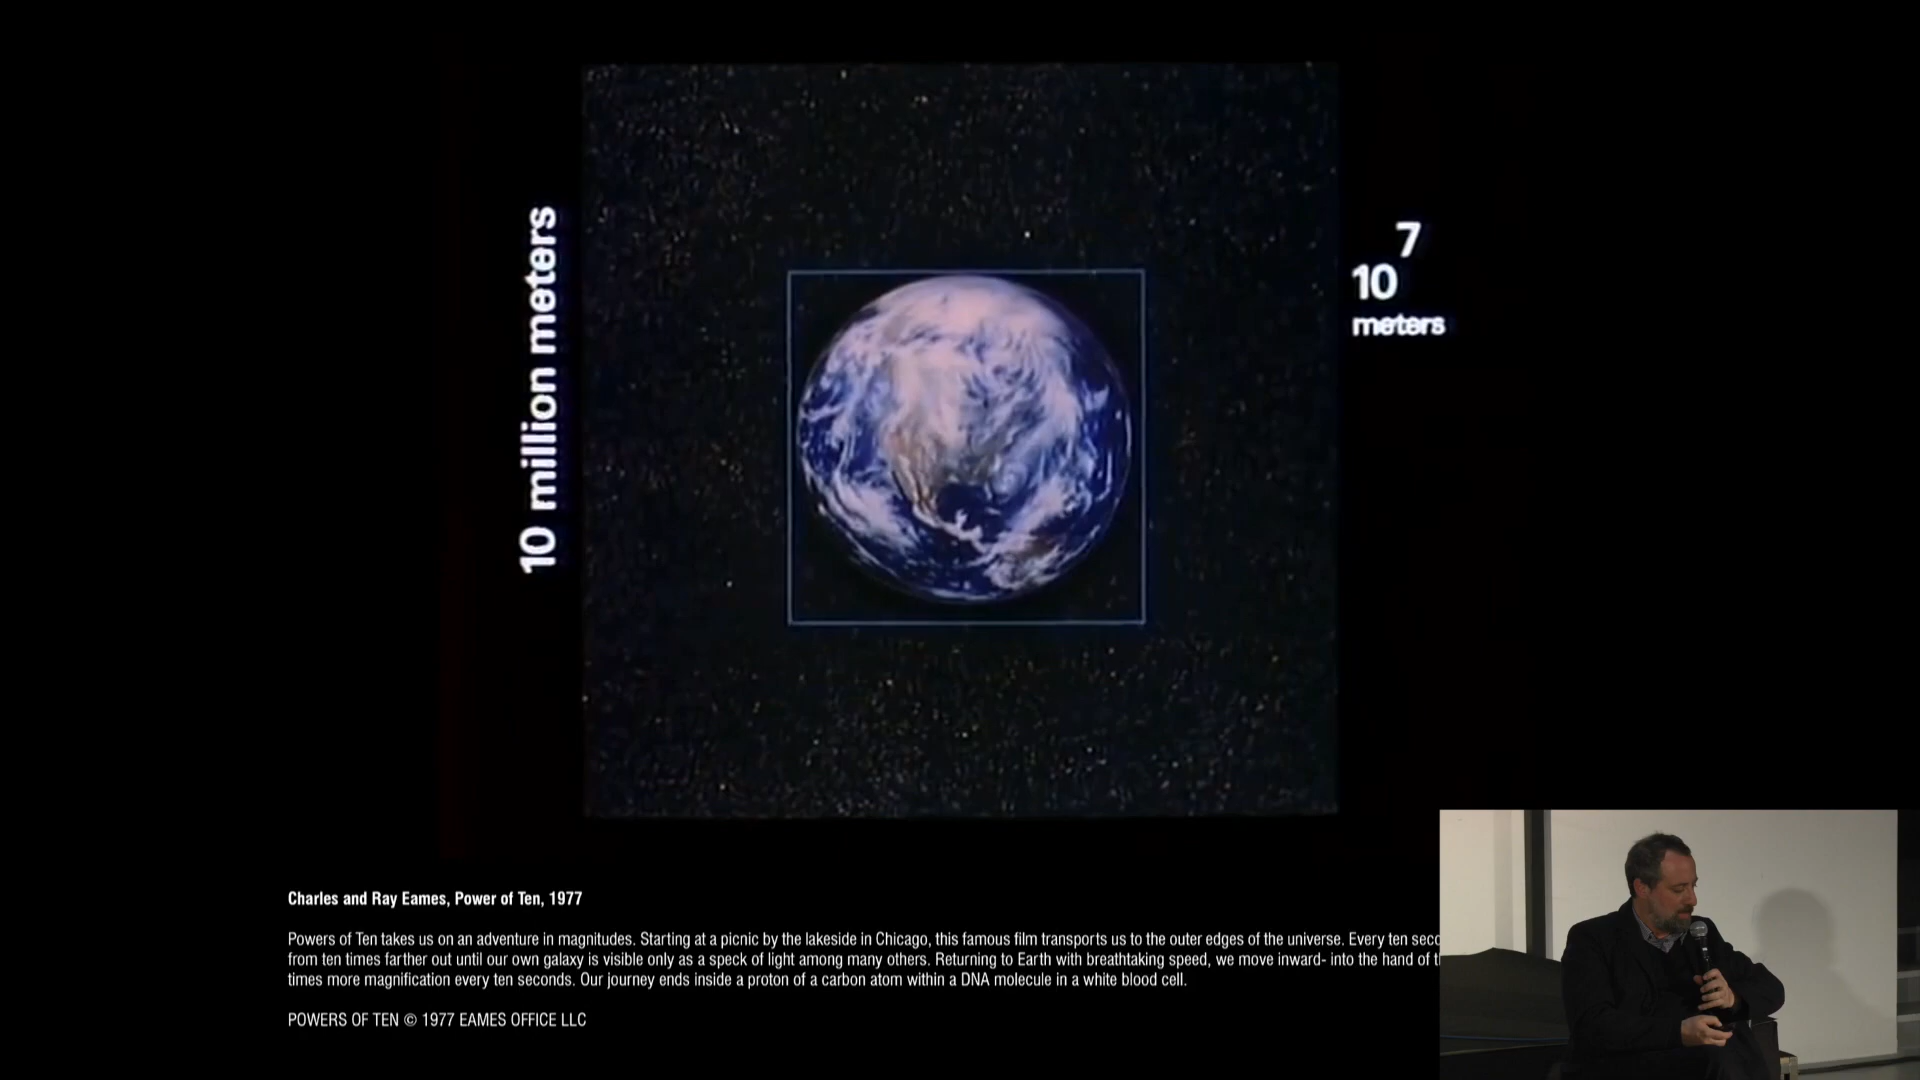 10 million meters
7
10
meters
Charles and Ray Eames, Power of Ten, 1977
Powers of Ten takes us on an adventure in magnitudes. Starting at a picnic by the lakeside in Chicago, this famous film transports us to the outer edges of the universe. Every ten
from ten times farther out until our own galaxy is visible only as a speck of light among many others. Returning to Earth with breathtaking speed, we move inward- into the hand of
times more magnification every ten seconds. Our journey ends inside a proton of a carbon atom within a DNA molecule in a white blood cell.
POWERS OF TEN © 1977 EAMES OFFICE LLC